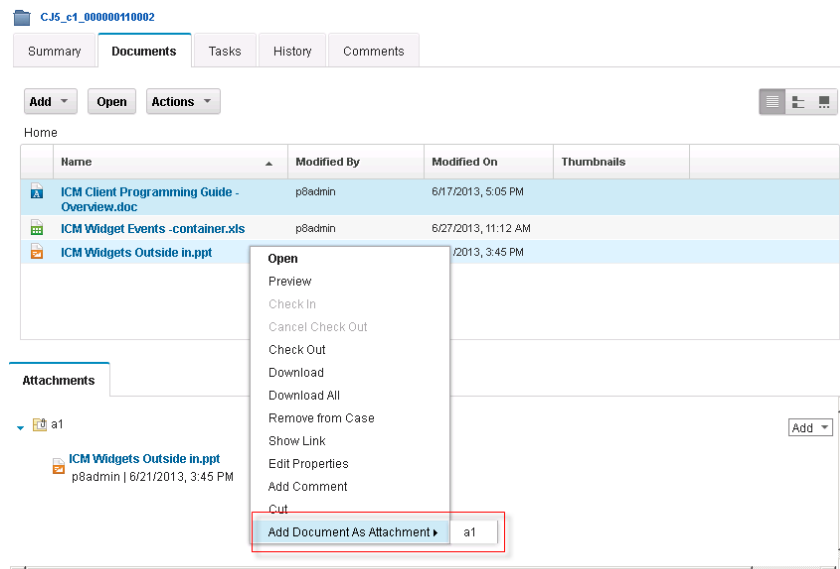 CJ5_c1_000000110002
Summary Documents Tasks History Comments
Add Open Actions
Home
Name Modified By Modified On Thumbnails
ICM Client Programming Guide - p8admin 6/17/2013, 5:05 PM
Overview.doc
ICM Widget Events -container.xls p8admin 6/27/2013, 11:12 AM
ICM Widgets Outside in.ppt /2013, 3:45 PM
Open
Preview
Check In
Cancel Check Out
Check Out
Download
Download All
Remove from Case
Show Link
Edit Properties
Add Comment
Cut
Add Document As Attachment a1
Attachments
a1 Add
ICM Widgets Outside in.ppt
p8admin | 6/21/2013, 3:45 PM